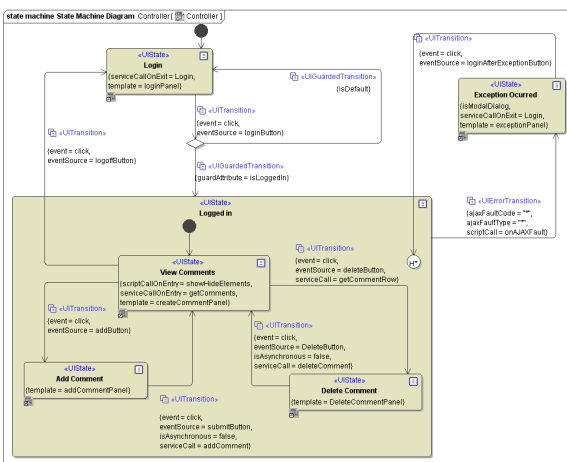 state machine State Machine Diagram Controller[ Controller ]
«UIState»
Login
{serviceCallOnExit = Login,
template = loginPanel}
«UITransition»
{event = click,
eventSource = loginAfterExceptionButton}
«UIGuardedTransition»
{isDefault}
«UIState»
Exception Ocurred
{isModalDialog,
serviceCallOnExit = Login,
template = exceptionPanel}
«UITransition»
{event = click,
eventSource = loginButton}
«UITransition»
{event = click,
eventSource = logoffButton}
«UIGuardedTransition»
{guardAttribute = isLoggedIn}
«UIState»
Logged in
«UIErrorTransition»
{ajaxFaultCode = "*",
ajaxFaultType = "*",
scriptCall = onAJAXFault}
«UITransition»
{event = click,
eventSource = deleteButton,
serviceCall = getCommentRow}
H*
«UIState»
View Comments
{scriptCallOnEntry = showHideElements,
serviceCallOnEntry = getComments,
template = createCommentPanel}
«UITransition»
{event = click,
eventSource = addButton}
«UITransition»
{event = click,
eventSource = DeleteButton,
isAsynchronous = false,
serviceCall = deleteComment}
«UIState»
Add Comment
{template = addCommentPanel}
«UIState»
Delete Comment
{template = DeleteCommentPanel}
«UITransition»
{event = click,
eventSource = submitButton,
isAsynchronous = false,
serviceCall = addComment}